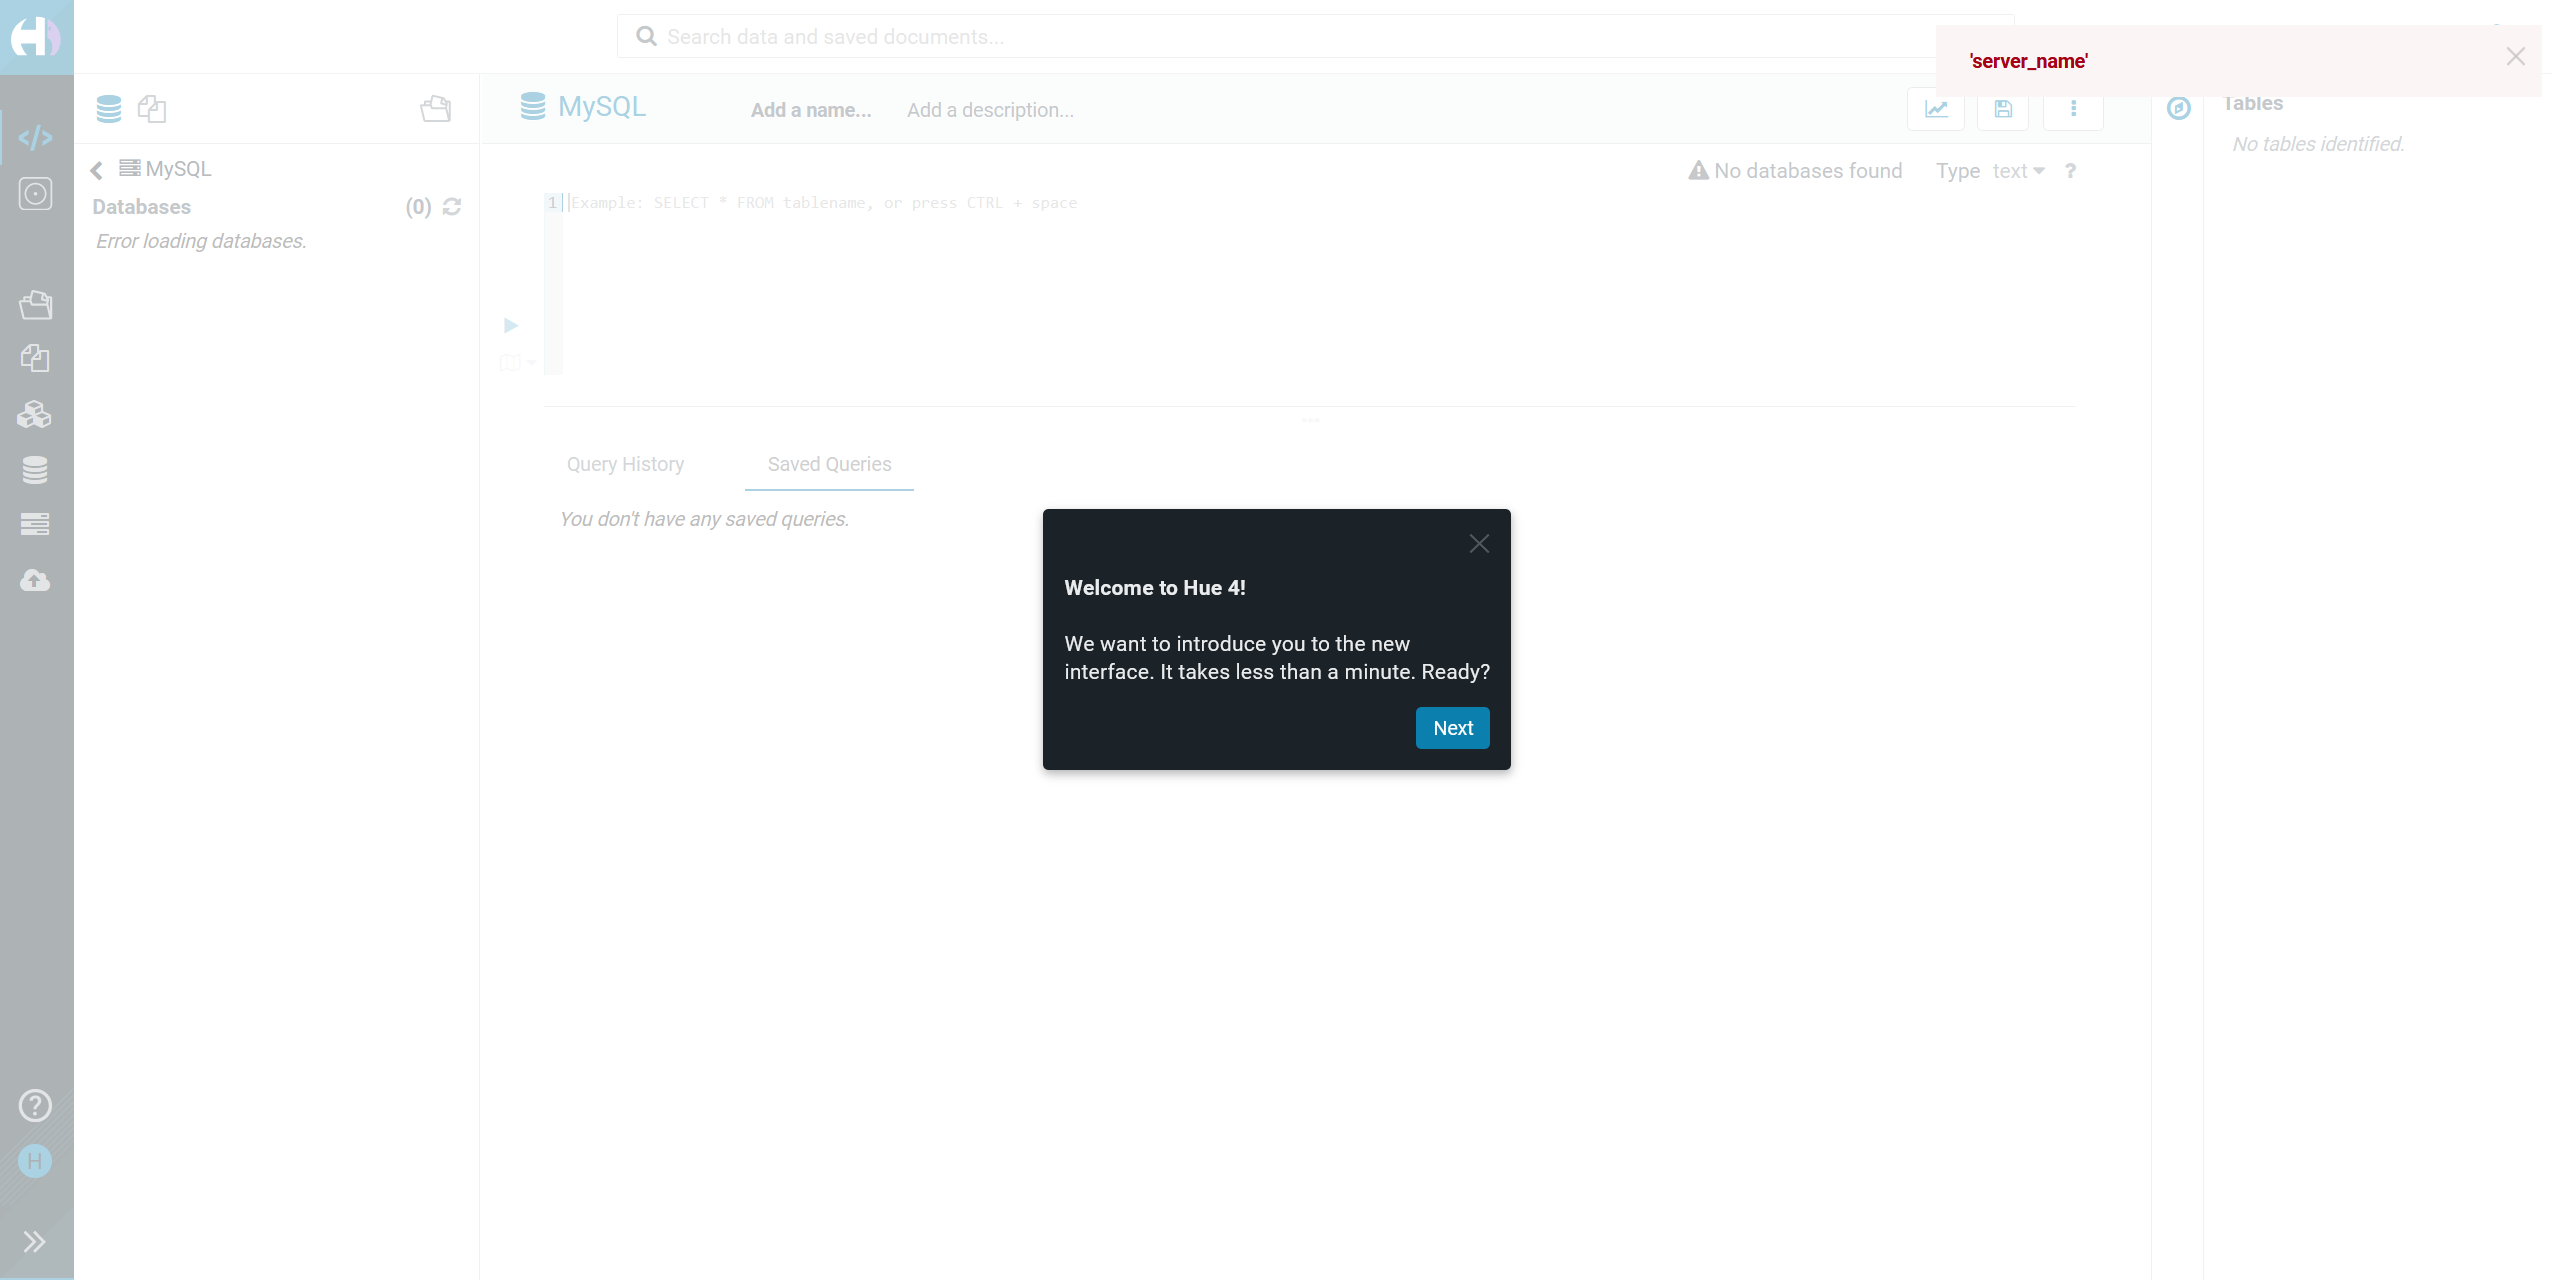 Search data and saved documents...
'server_name'
MySQL
Add a name...
Add a description...
Tables
No tables identified.
MySQL
Databases
(0)
Error loading databases.
No databases found
Type
text
?
1
Example: SELECT * FROM tablename, or press CTRL + space
Query History
Saved Queries
You don't have any saved queries.
Welcome to Hue 4!
We want to introduce you to the new
interface. It takes less than a minute. Ready?
Next
?
H